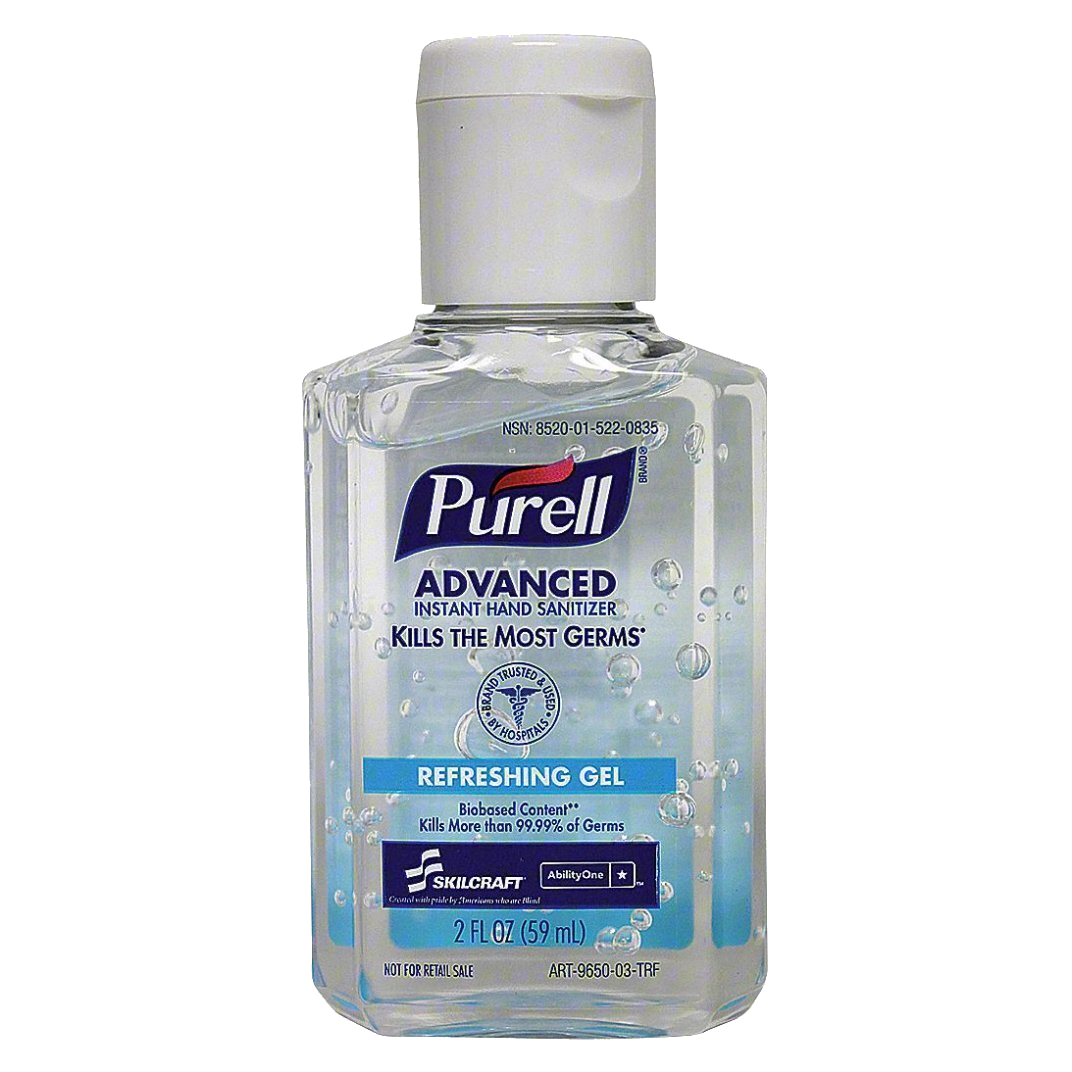 NSN: 8520-01-522-0835
Purell
BRAND®
ADVANCED
INSTANT HAND SANITIZER
KILLS THE MOST GERMS*
BRAND TRUSTED & USED
• BY HOSPITALS •
REFRESHING GEL
Biobased Content**
Kills More than 99.99% of Germs
SKILCRAFT
AbilityOne ™
Created with pride by Americans who are Blind
2 FL OZ (59 mL)
NOT FOR RETAIL SALE
ART-9650-03-TRF